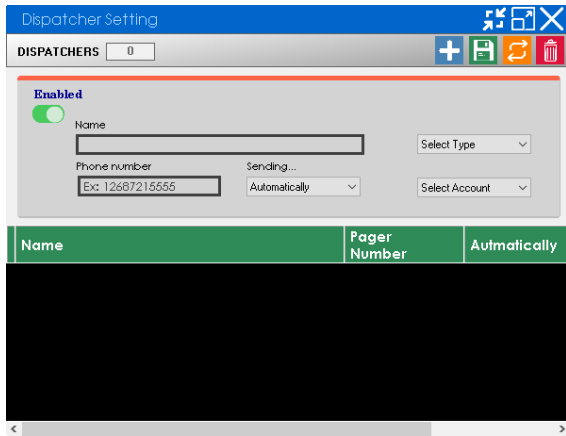 Dispatcher Setting
DISPATCHERS 0
Enabled
Name
Select Type
Phone number Sending...
Ex: 12687215555 Automatically Select Account
Name Pager Number Autmatically